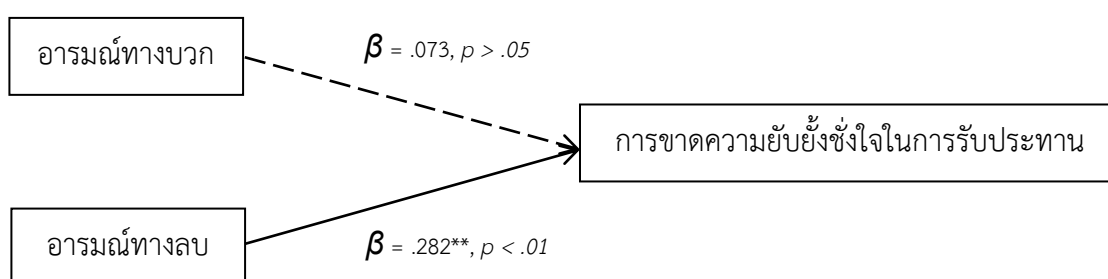 อารมณ์ทางบวก
β = .073, p > .05
การขาดความยับยั้งชั่งใจในการรับประทาน
อารมณ์ทางลบ
β = .282**, p < .01